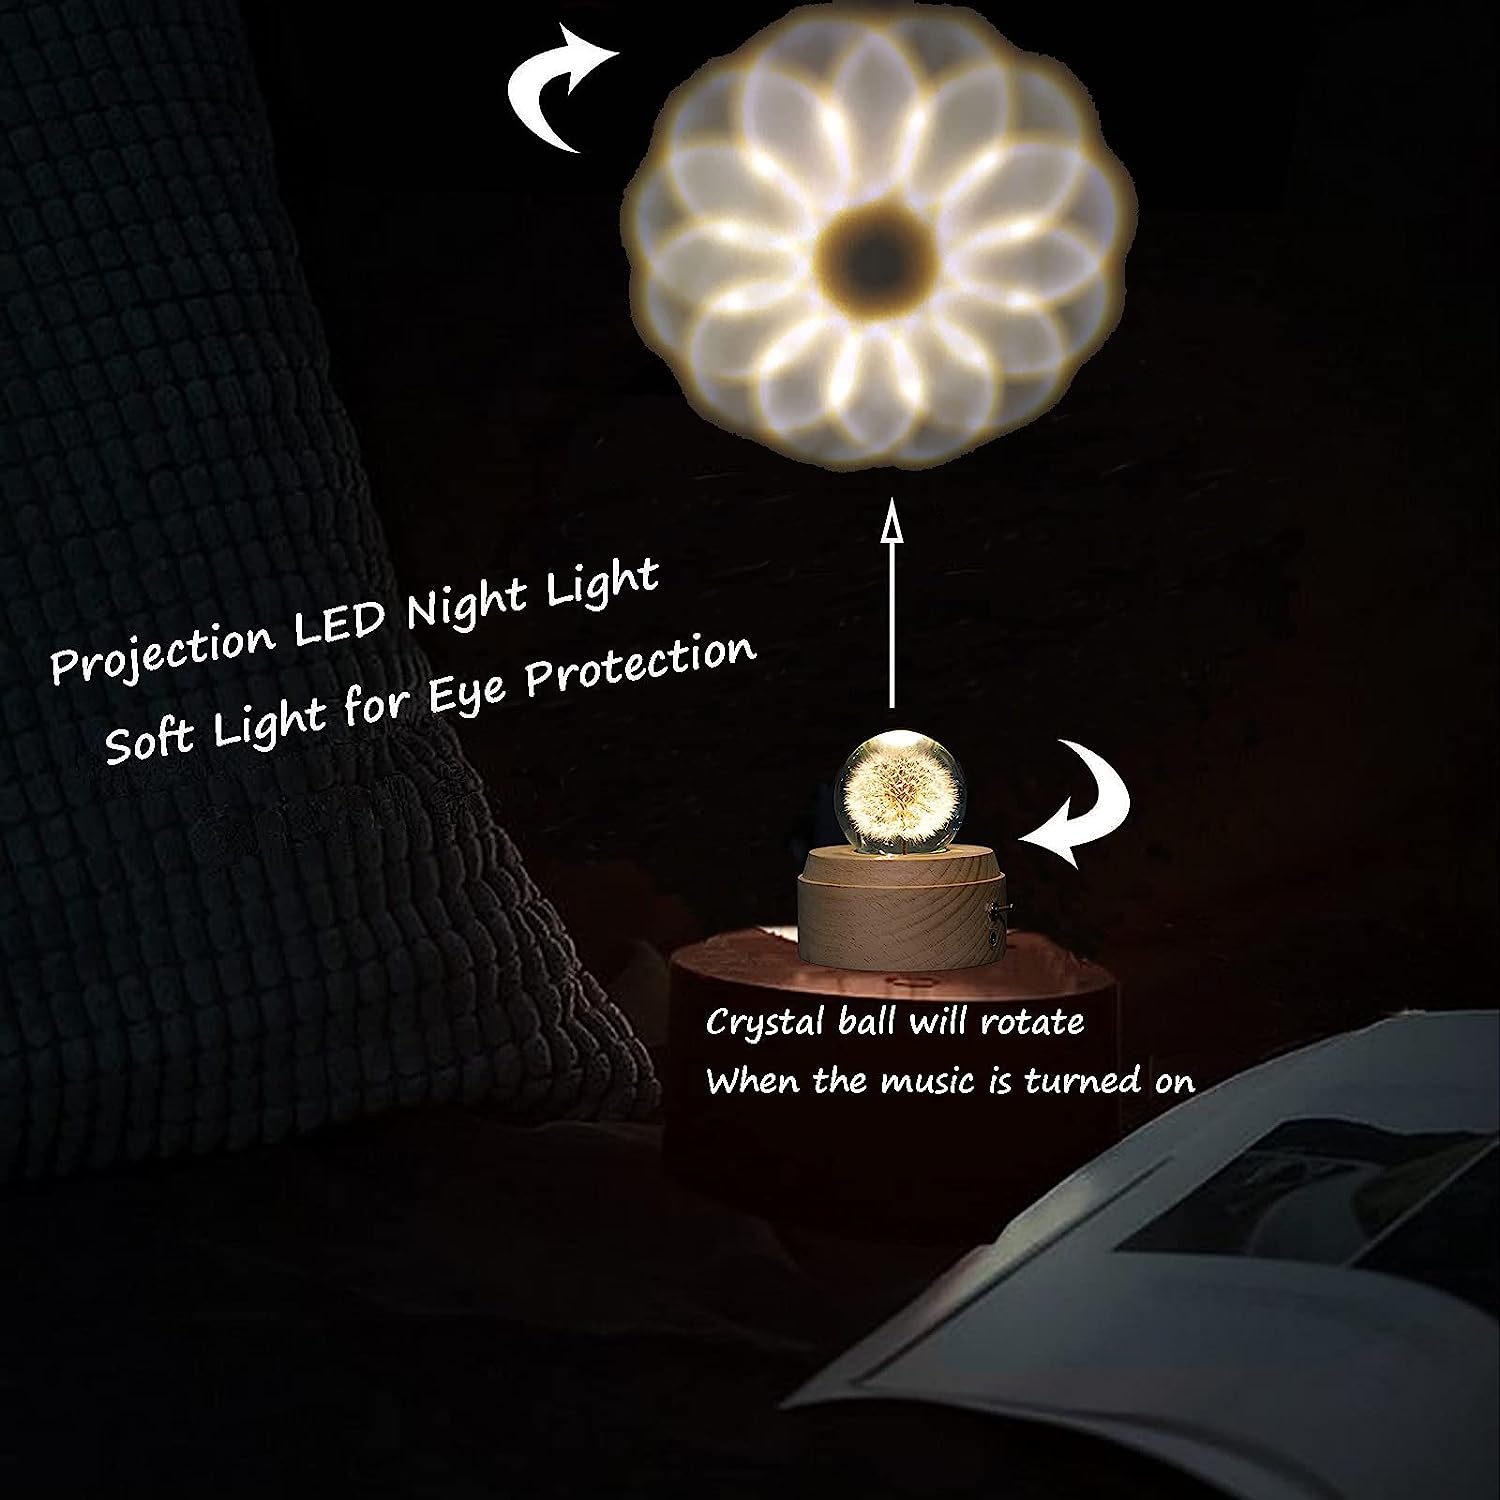 Projection LED Night Light
Soft Light for Eye Protection
Crystal ball will rotate
When the music is turned on